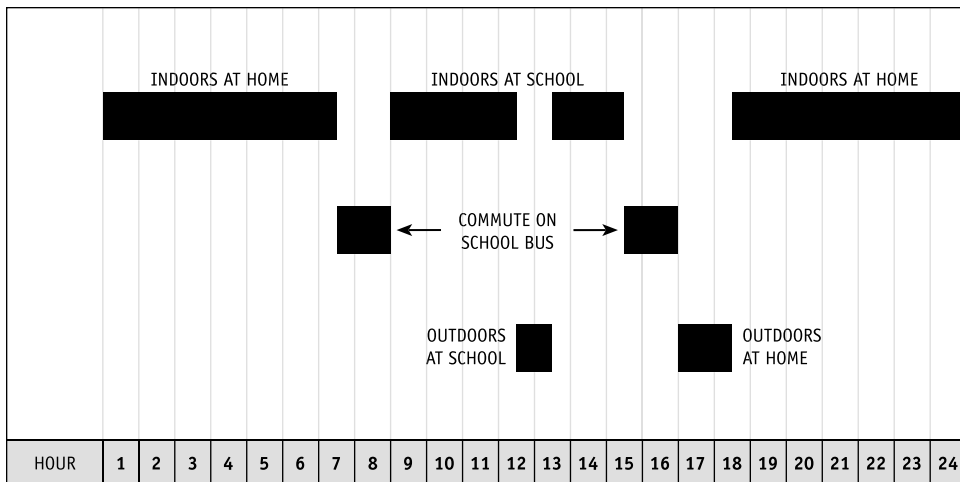 INDOORS AT HOME
INDOORS AT SCHOOL
INDOORS AT HOME
COMMUTE ON
SCHOOL BUS
OUTDOORS
AT SCHOOL
OUTDOORS
AT HOME
HOUR 1 2 3 4 5 6 7 8 9 10 11 12 13 14 15 16 17 18 19 20 21 22 23 24